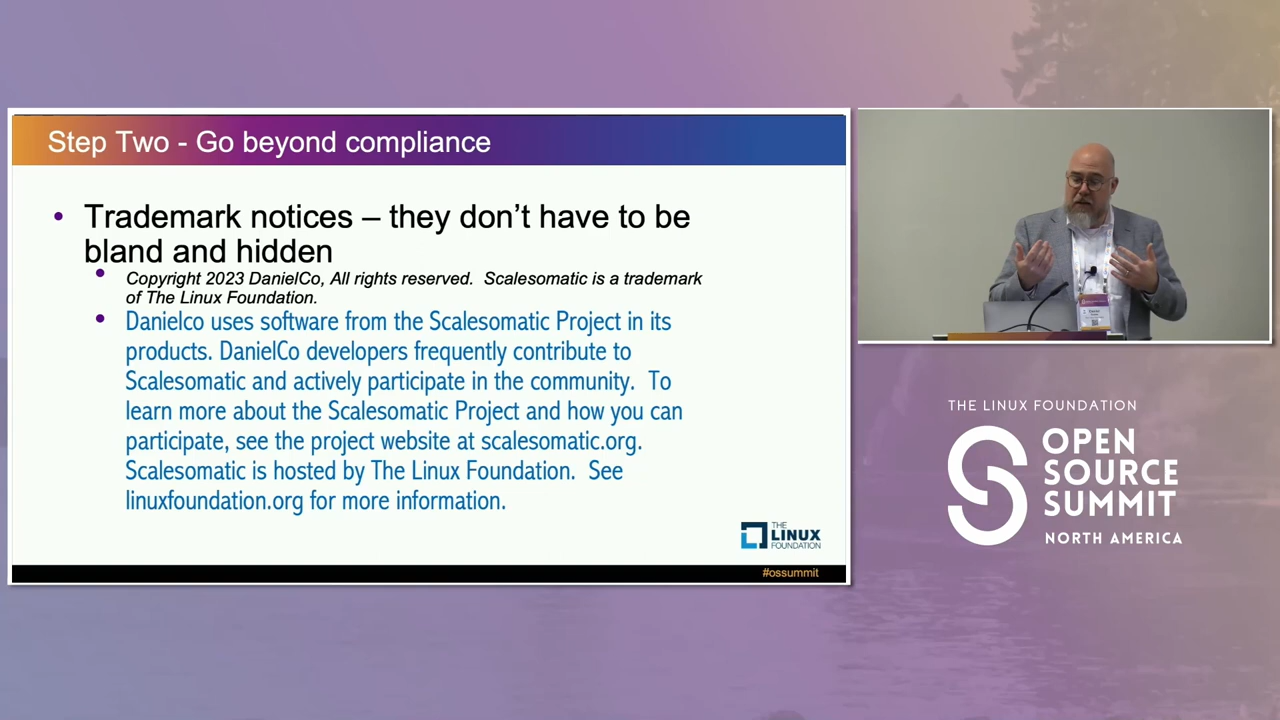 Step Two - Go beyond compliance
• Trademark notices – they don’t have to be
bland and hidden
• Copyright 2023 DanielCo, All rights reserved.  Scalesomatic is a trademark
of The Linux Foundation.
• Danielco uses software from the Scalesomatic Project in its
products. DanielCo developers frequently contribute to
Scalesomatic and actively participate in the community.  To
learn more about the Scalesomatic Project and how you can
participate, see the project website at scalesomatic.org.
Scalesomatic is hosted by The Linux Foundation.  See
linuxfoundation.org for more information.
THE
LINUX
FOUNDATION
#ossummit
THE LINUX FOUNDATION
OPEN
SOURCE
SUMMIT
NORTH AMERICA